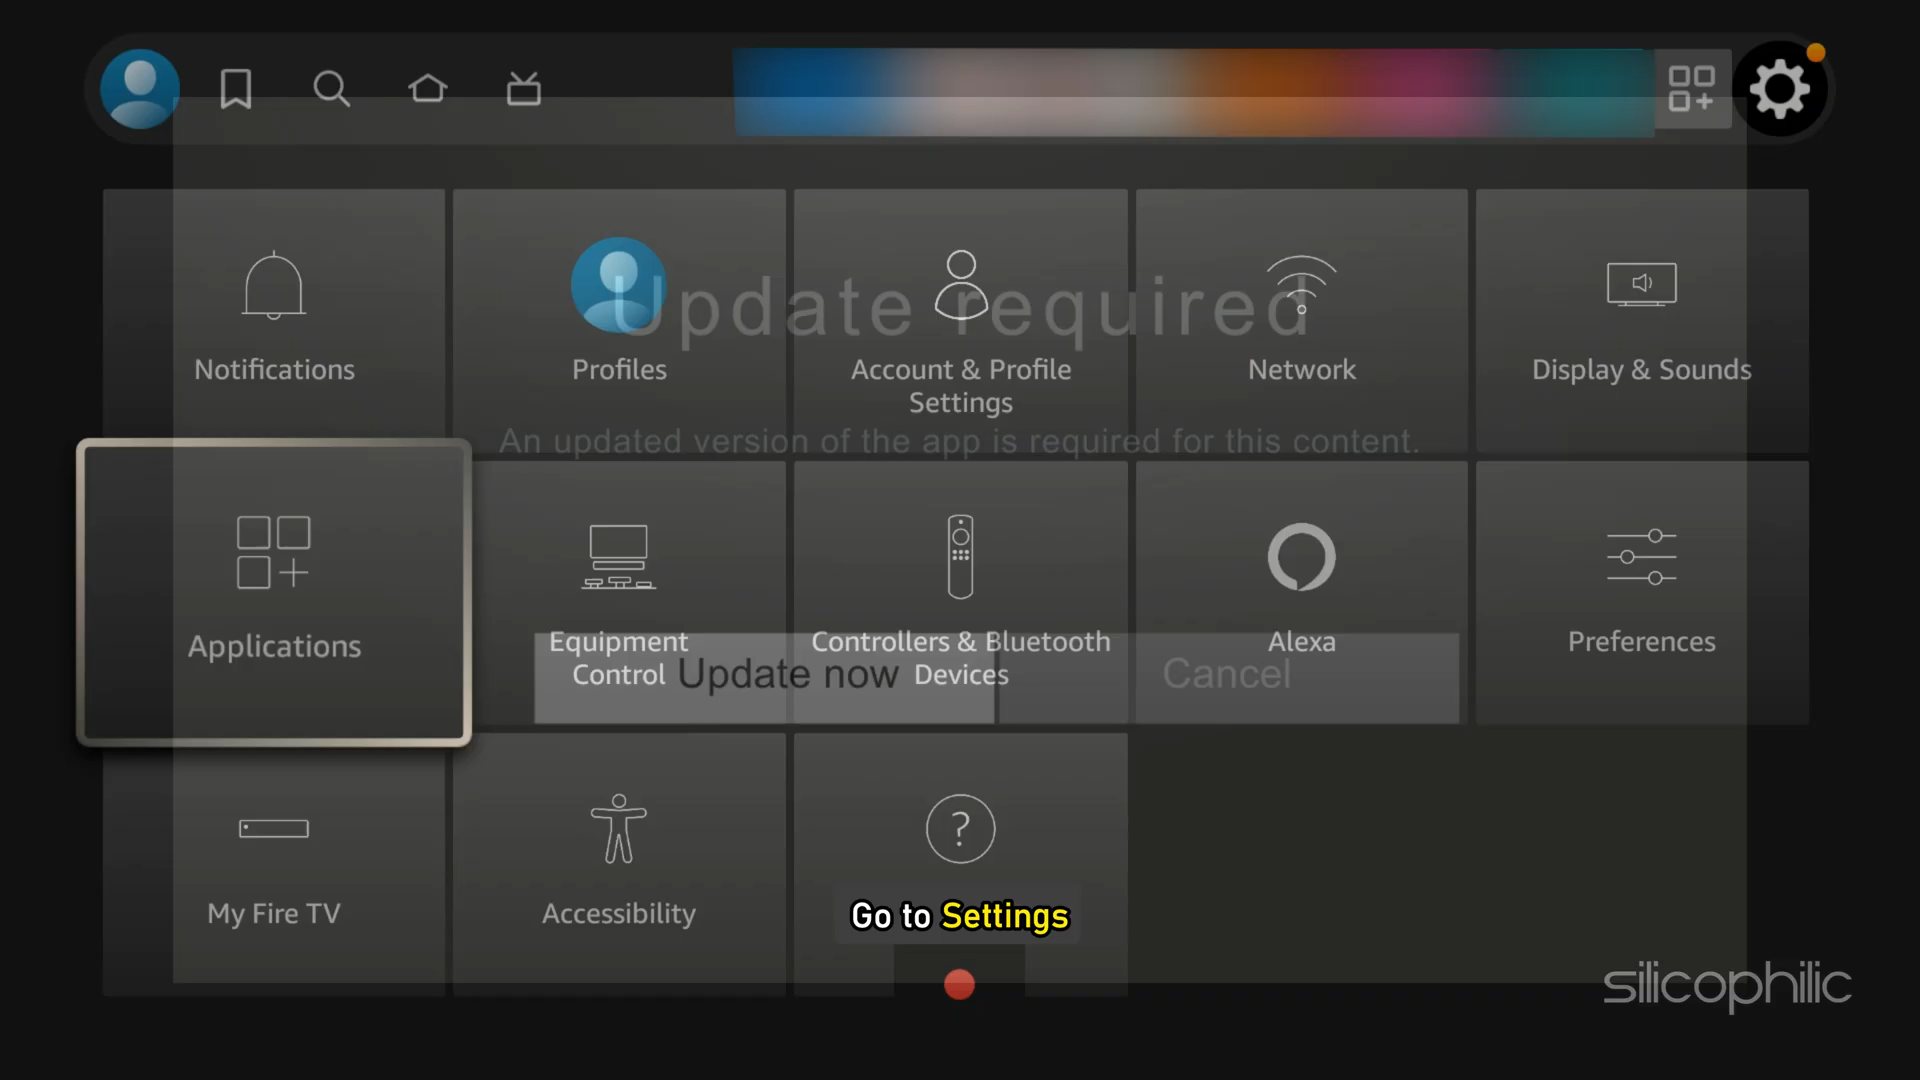 Update required
Notifications
Profiles
Account & Profile
Settings
Network
Display & Sounds
An updated version of the app is required for this content.
Applications
Equipment
Control
Controllers & Bluetooth
Devices
Alexa
Preferences
Update now
Cancel
My Fire TV
Accessibility
?
Go to Settings
silicophilic